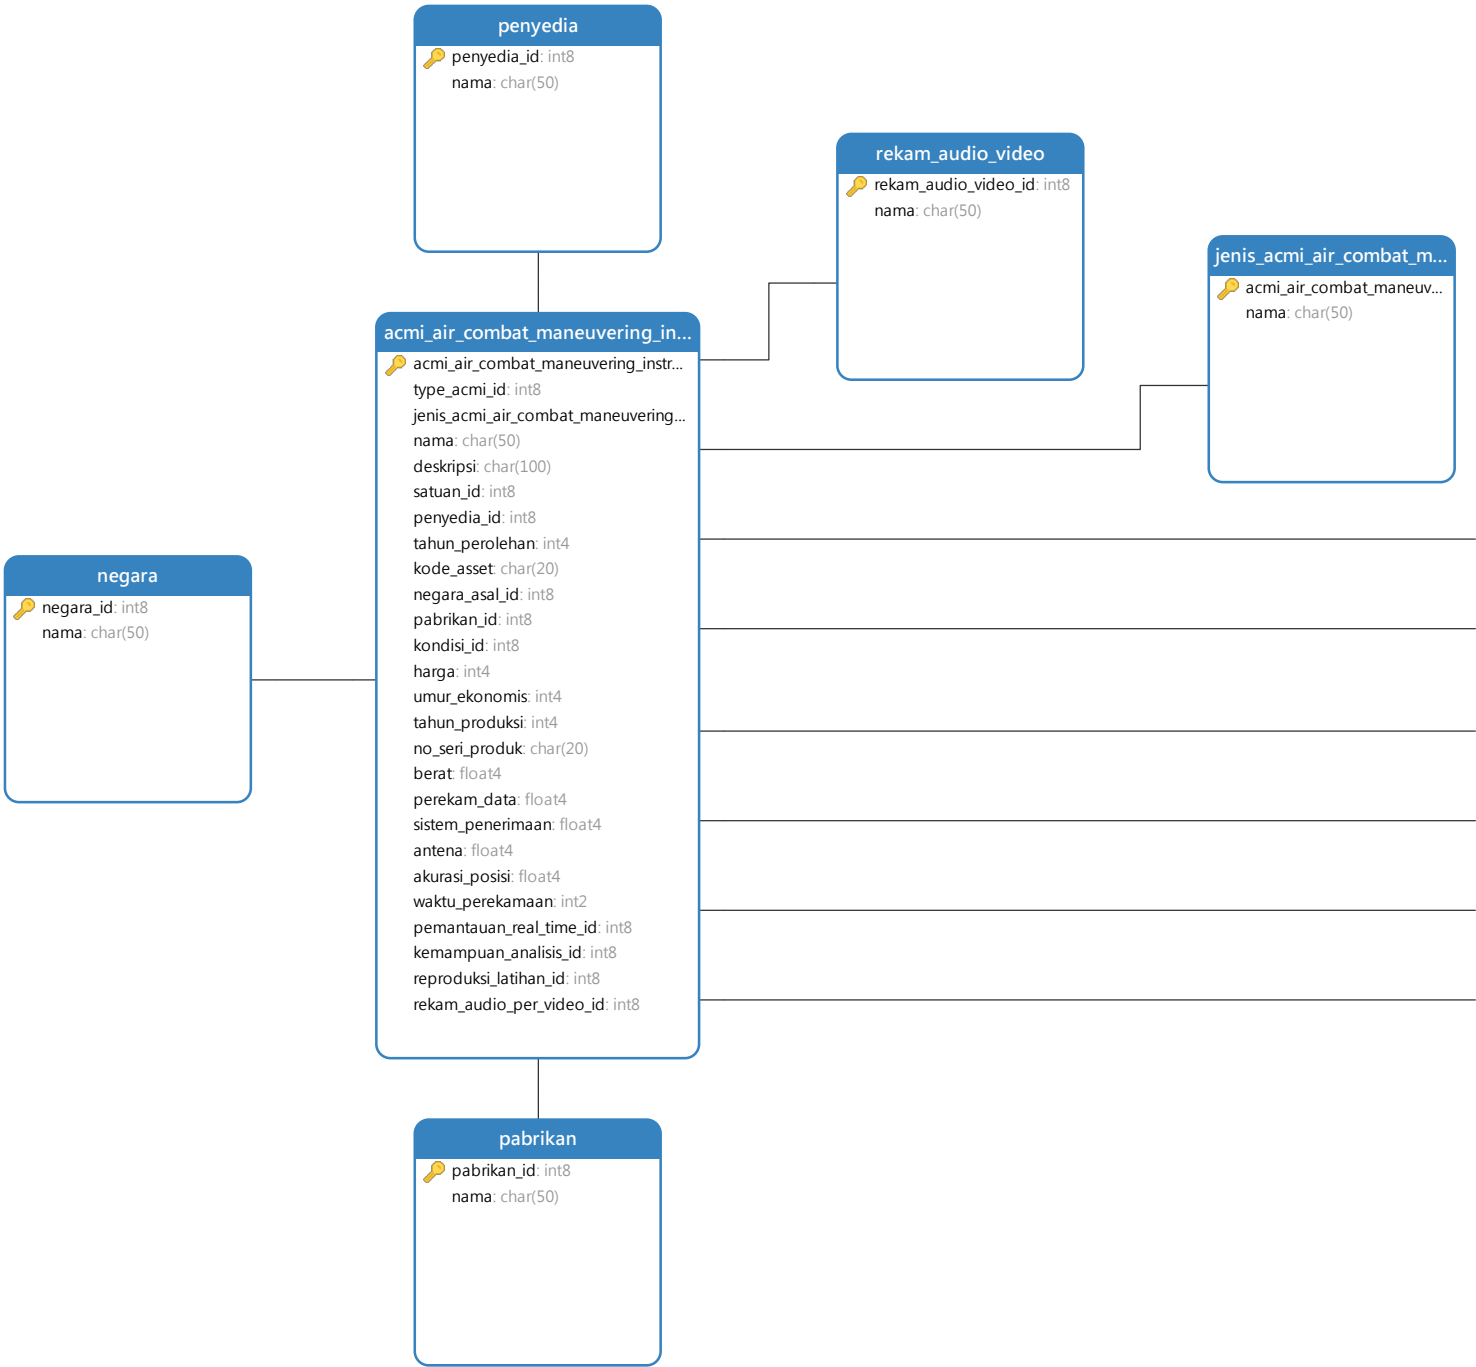 penyedia
penyedia_id: int8
nama: char(50)
rekam_audio_video
rekam_audio_video_id: int8
nama: char(50)
jenis_acmi_air_combat_m...
acmi_air_combat_maneuv...
nama: char(50)
acmi_air_combat_maneuvering_in...
acmi_air_combat_maneuvering_instr...
type_acmi_id: int8
jenis_acmi_air_combat_maneuvering...
nama: char(50)
deskripsi: char(100)
satuan_id: int8
penyedia_id: int8
tahun_perolehan: int4
kode_asset: char(20)
negara_asal_id: int8
pabrikan_id: int8
kondisi_id: int8
harga: int4
umur_ekonomis: int4
tahun_produksi: int4
no_seri_produk: char(20)
berat: float4
perekam_data: float4
sistem_penerimaan: float4
antena: float4
akurasi_posisi: float4
waktu_perekamaan: int2
pemantauan_real_time_id: int8
kemampuan_analisis_id: int8
reproduksi_latihan_id: int8
rekam_audio_per_video_id: int8
negara
negara_id: int8
nama: char(50)
pabrikan
pabrikan_id: int8
nama: char(50)